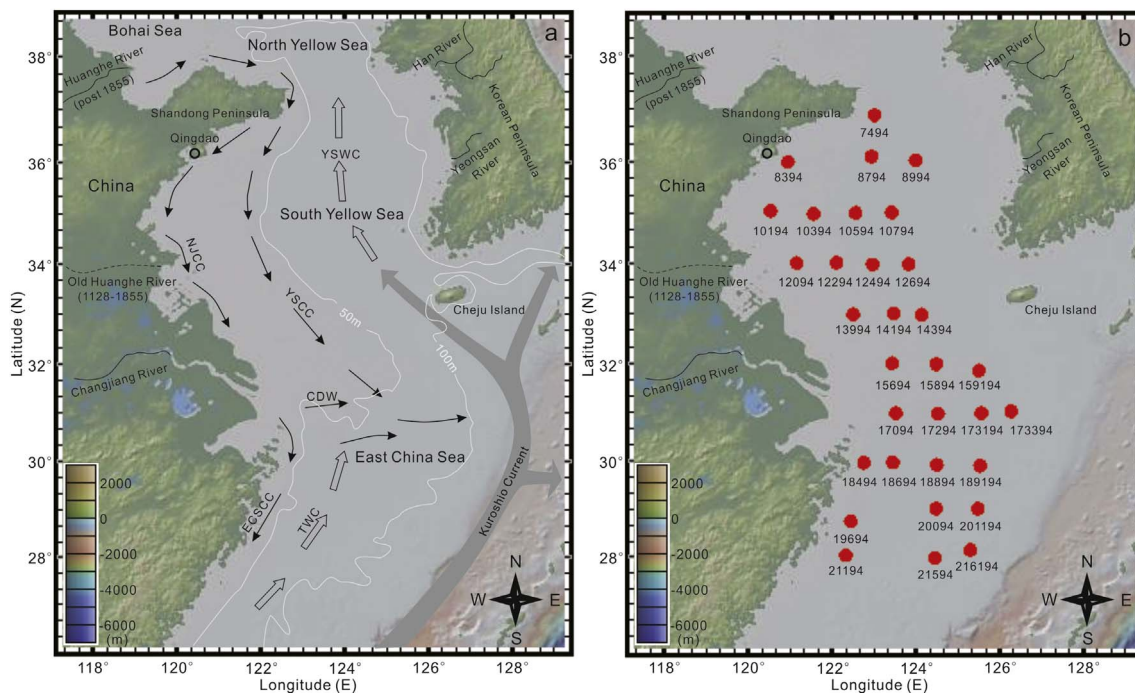 a
Bohai Sea
North Yellow Sea
Huanghe River
(post 1855)
Shandong Peninsula
Qingdao
Han River
Korean Peninsula
Yeongsan
River
China
YSWC
South Yellow Sea
NJCC
Old Huanghe River
(1128-1855)
YSCC
50m
100m
Cheju Island
Changjiang River
CDW
East China Sea
ECSCC
TWC
Kuroshio Current
2000
0
-2000
-4000
-6000
(m)
N
W E
S
38°
36°
34°
32°
30°
28°
Latitude (N)
118° 120° 122° 124° 126° 128°
Longitude (E)
b
Huanghe River
(post 1855)
Shandong Peninsula
Qingdao
Han River
Korean Peninsula
Yeongsan
River
China
7494
8394 8794 8994
10194 10394 10594 10794
Old Huanghe River
(1128-1855)
12094 12294 12494 12694
Cheju Island
13994 14194 14394
Changjiang River
15694 15894 159194
17094 17294 173194 173394
18494 18694 18894 189194
20094 201194
19694
21194 21594 216194
2000
0
-2000
-4000
-6000
(m)
N
W E
S
38°
36°
34°
32°
30°
28°
Latitude (N)
118° 120° 122° 124° 126° 128°
Longitude (E)